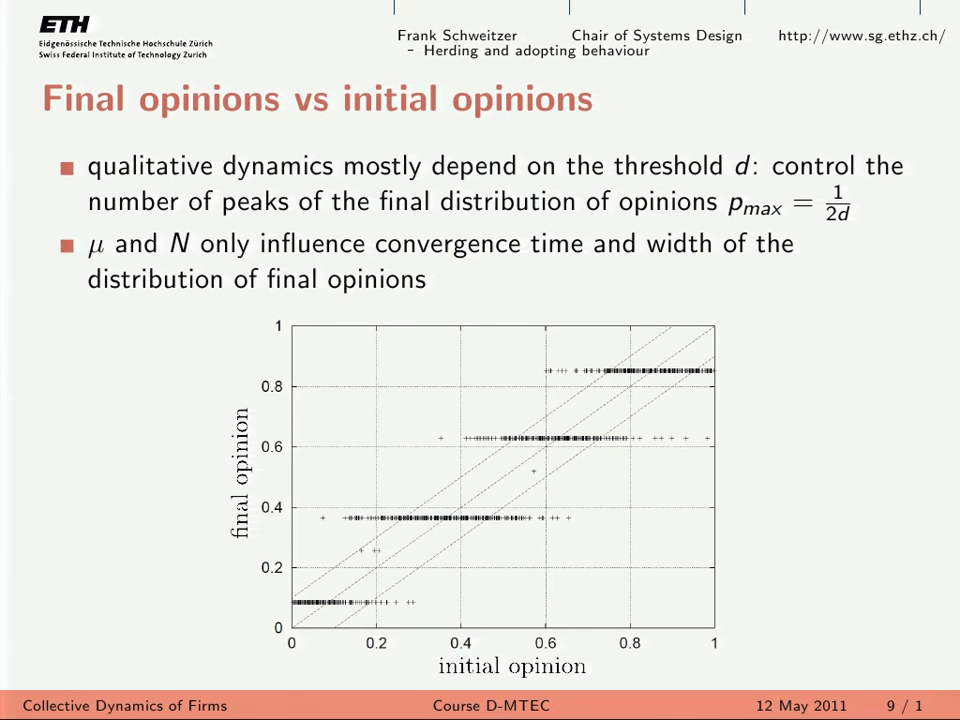 ETH
Eidgenössische Technische Hochschule Zürich
Swiss Federal Institute of Technology Zurich
Frank Schweitzer Chair of Systems Design http://www.sg.ethz.ch/
– Herding and adopting behaviour
Final opinions vs initial opinions
qualitative dynamics mostly depend on the threshold d: control the
number of peaks of the final distribution of opinions p_max = 1/2d
μ and N only influence convergence time and width of the
distribution of final opinions
1
0.8
0.6
0.4
0.2
0
final opinion
0 0.2 0.4 0.6 0.8 1
initial opinion
Collective Dynamics of Firms Course D-MTEC 12 May 2011 9 / 1